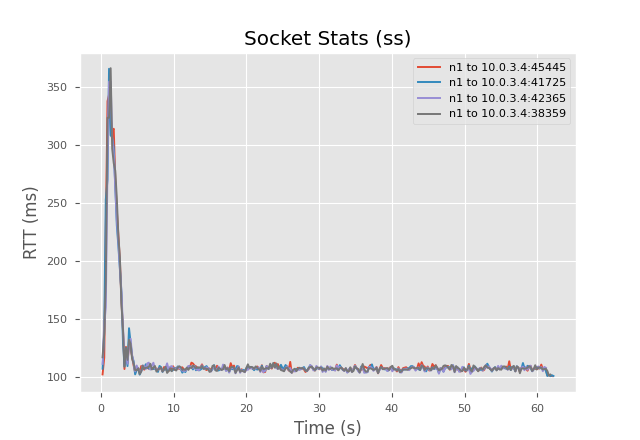 Socket Stats (ss)
n1 to 10.0.3.4:45445
n1 to 10.0.3.4:41725
n1 to 10.0.3.4:42365
n1 to 10.0.3.4:38359
RTT (ms)
350
300
250
200
150
100
0 10 20 30 40 50 60
Time (s)